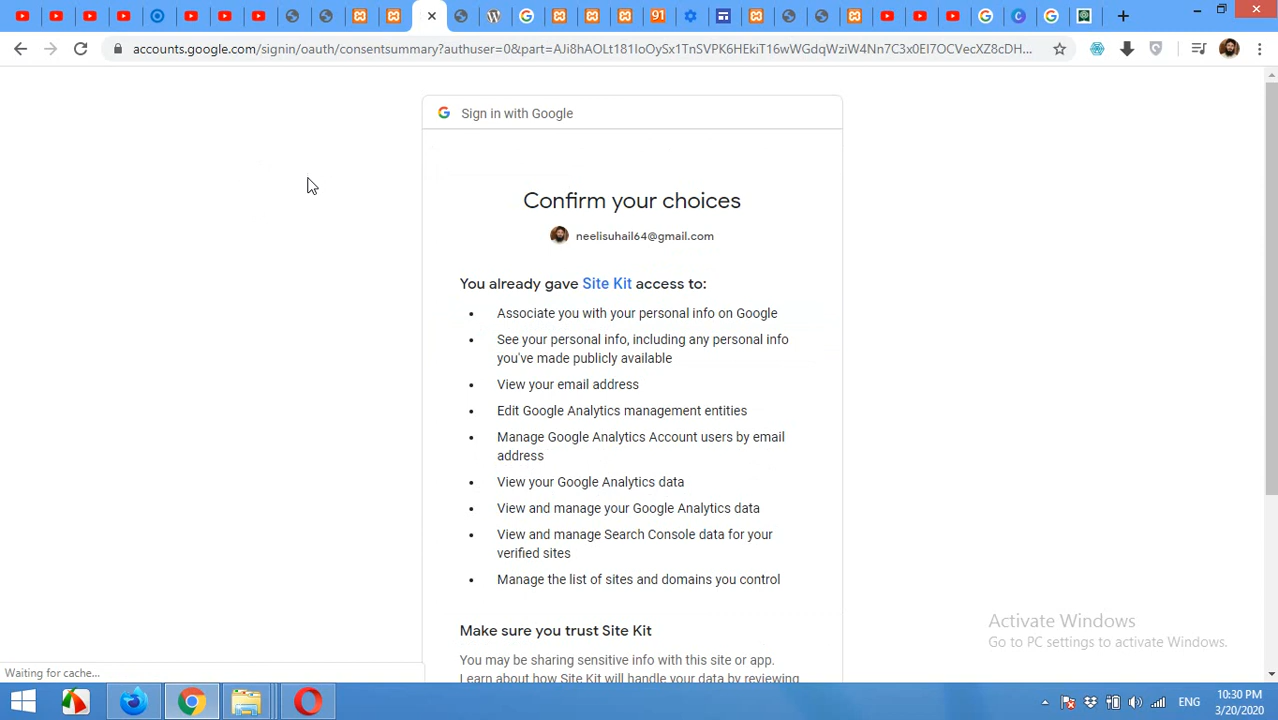 91
accounts.google.com/signin/oauth/consentsummary?authuser=0&part=AJi8hAOLt181IoOySx1TnSVPK6HEkiT16wWGdqWziW4Nn7C3x0EI7OCVecXZ8cDH...
Sign in with Google
Confirm your choices
neelisuhail64@gmail.com
You already gave Site Kit access to:
• Associate you with your personal info on Google
• See your personal info, including any personal info
you've made publicly available
• View your email address
• Edit Google Analytics management entities
• Manage Google Analytics Account users by email
address
• View your Google Analytics data
• View and manage your Google Analytics data
• View and manage Search Console data for your
verified sites
• Manage the list of sites and domains you control
Make sure you trust Site Kit
You may be sharing sensitive info with this site or app.
Learn about how Site Kit will handle your data by reviewing
Activate Windows
Go to PC settings to activate Windows.
Waiting for cache...
ENG
10:30 PM
3/20/2020